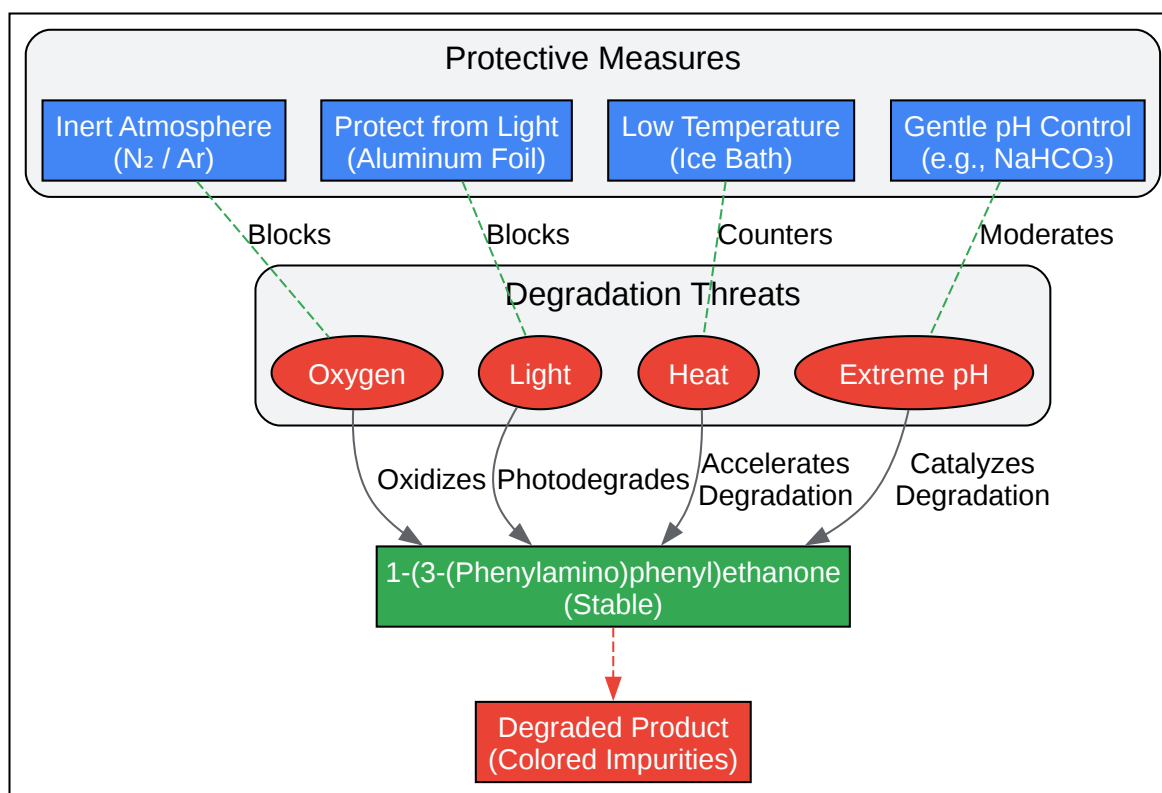 Protective Measures
Inert Atmosphere
(N₂ / Ar)
Protect from Light
(Aluminum Foil)
Low Temperature
(Ice Bath)
Gentle pH Control
(e.g., NaHCO₃)
Blocks
Blocks
Counters
Moderates
Degradation Threats
Oxygen
Light
Heat
Extreme pH
Oxidizes
Photodegrades
Accelerates
Degradation
Catalyzes
Degradation
1-(3-(Phenylamino)phenyl)ethanone
(Stable)
Degraded Product
(Colored Impurities)